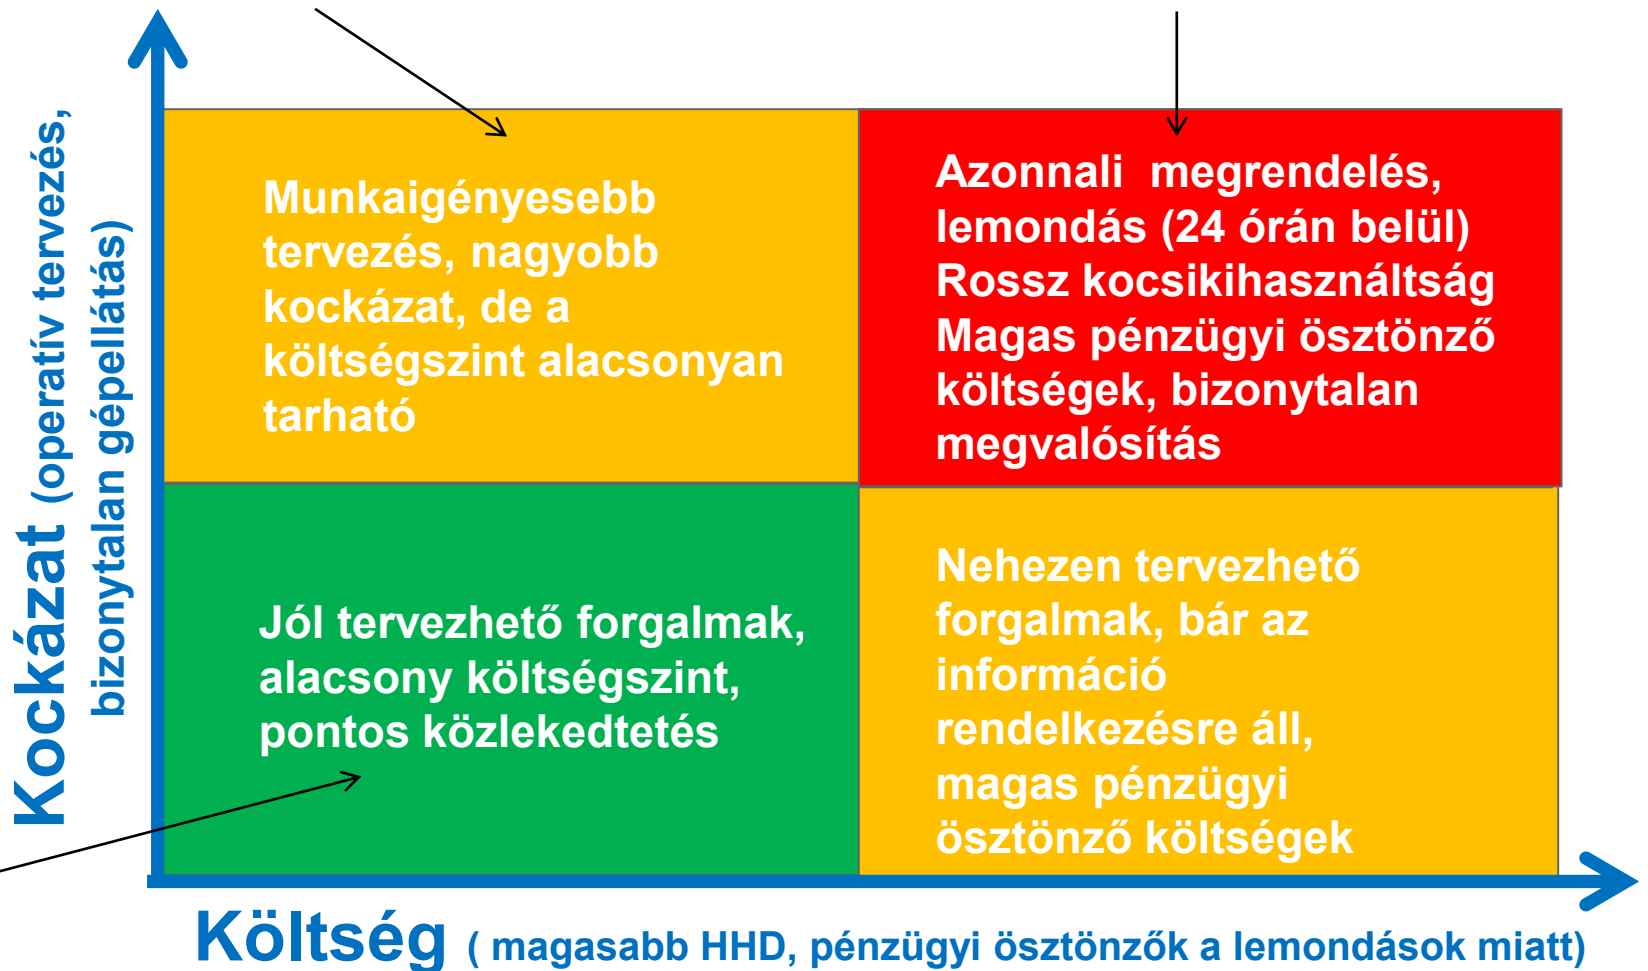 Kockázat (operatív tervezés,
bizonytalan gépellátás)
Munkaigényesebb
tervezés, nagyobb
kockázat, de a
költségszint alacsonyan
tarható
Azonnali megrendelés,
lemondás (24 órán belül)
Rossz kocsikihasználtság
Magas pénzügyi ösztönző
költségek, bizonytalan
megvalósítás
Jól tervezhető forgalmak,
alacsony költségszint,
pontos közlekedtetés
Nehezen tervezhető
forgalmak, bár az
információ
rendelkezésre áll,
magas pénzügyi
ösztönző költségek
Költség ( magasabb HHD, pénzügyi ösztönzők a lemondások miatt)